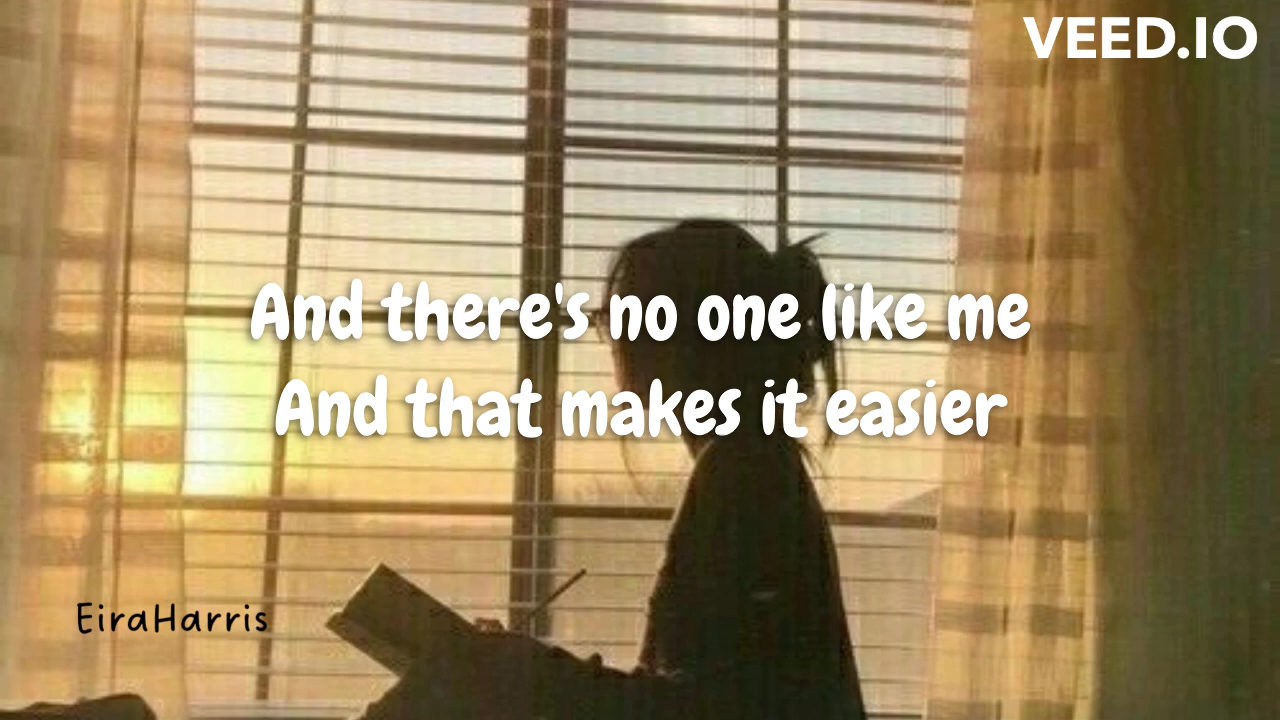 VEED.IO
And there's no one like me
And that makes it easier
EiraHarris